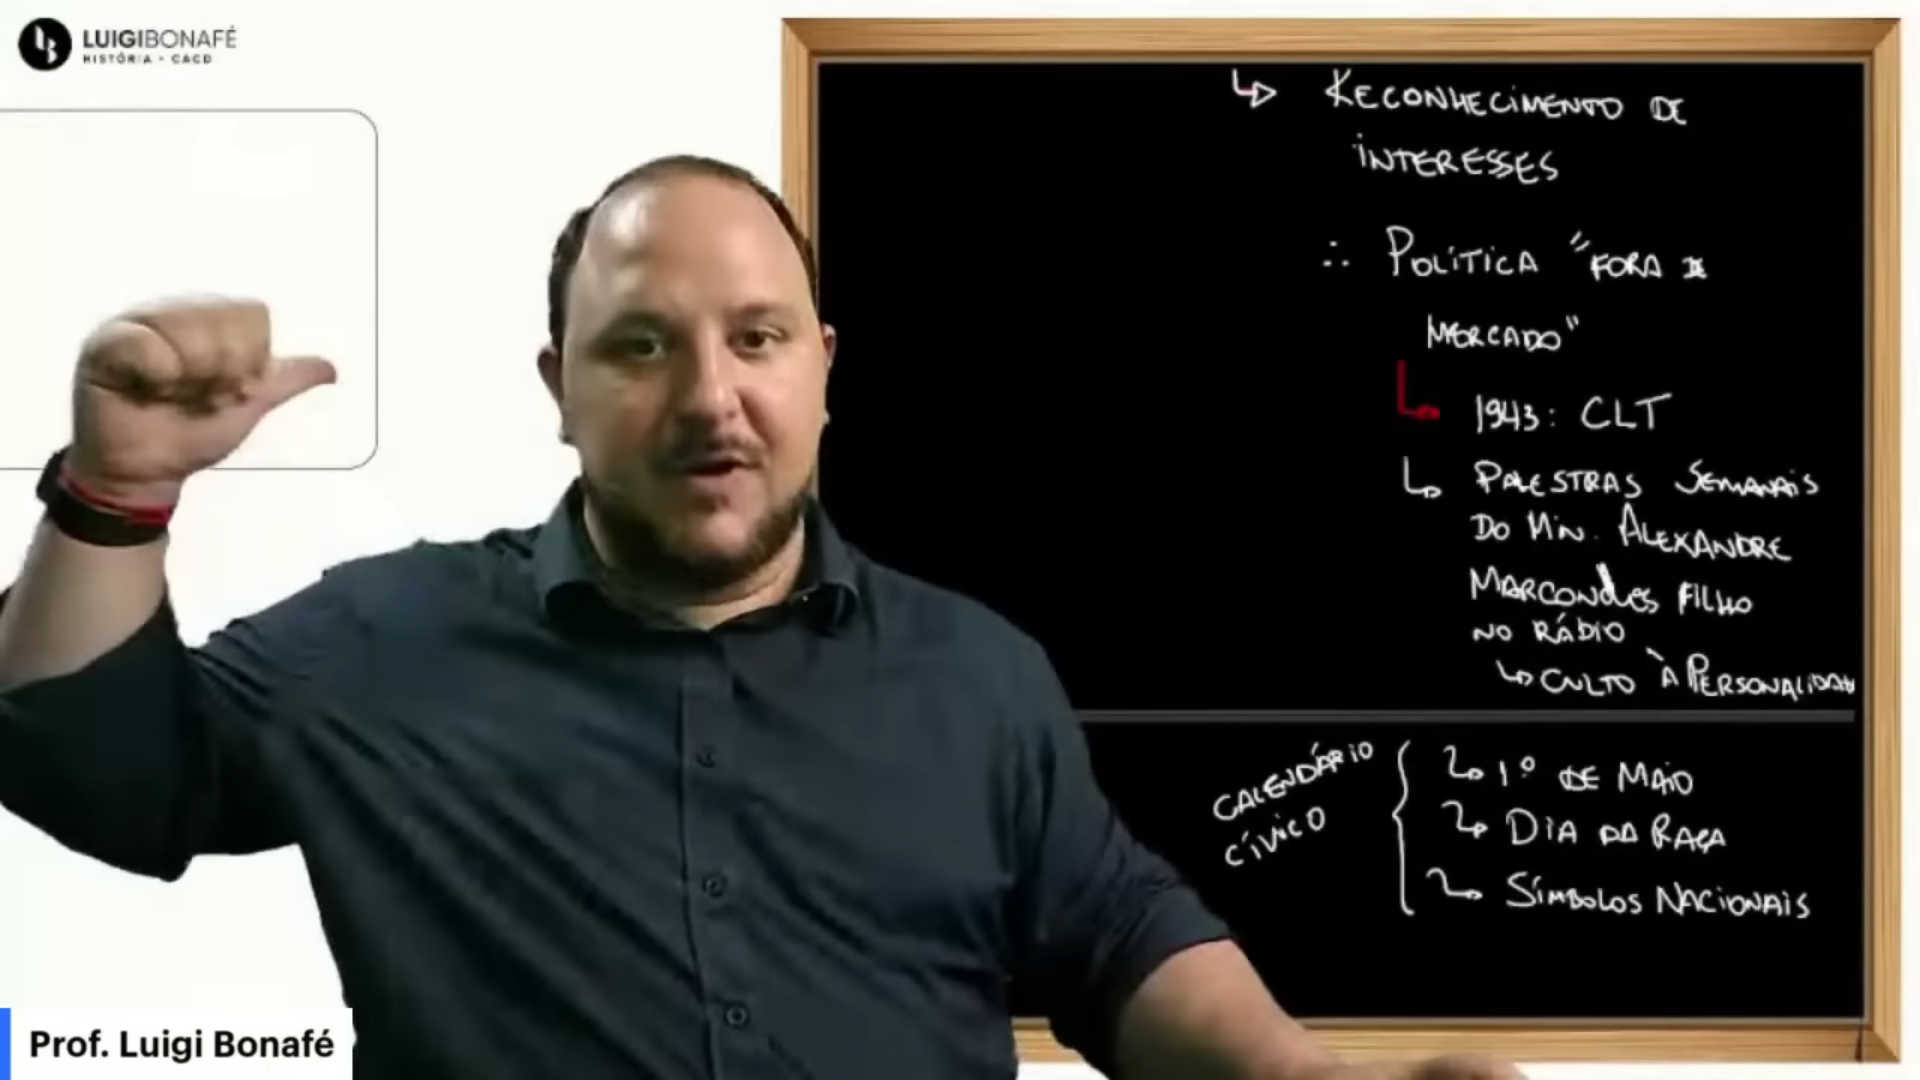 LUIGIBONAFÉ
HISTÓRIA - CACD
↳ RECONHECIMENTO DE
INTERESSES
∴ POLÍTICA "FORA
MERCADO"
↳ 1943: CLT
↳ PALESTRAS SEMANAIS
DO MIN. ALEXANDRE
MARCONDES FILHO
NO RÁDIO
↳ CULTO À PERSONALIDADE
CALENDÁRIO
CÍVICO
↳ 1º DE MAIO
↳ DIA DA RAÇA
↳ SÍMBOLOS NACIONAIS
Prof. Luigi Bonafé